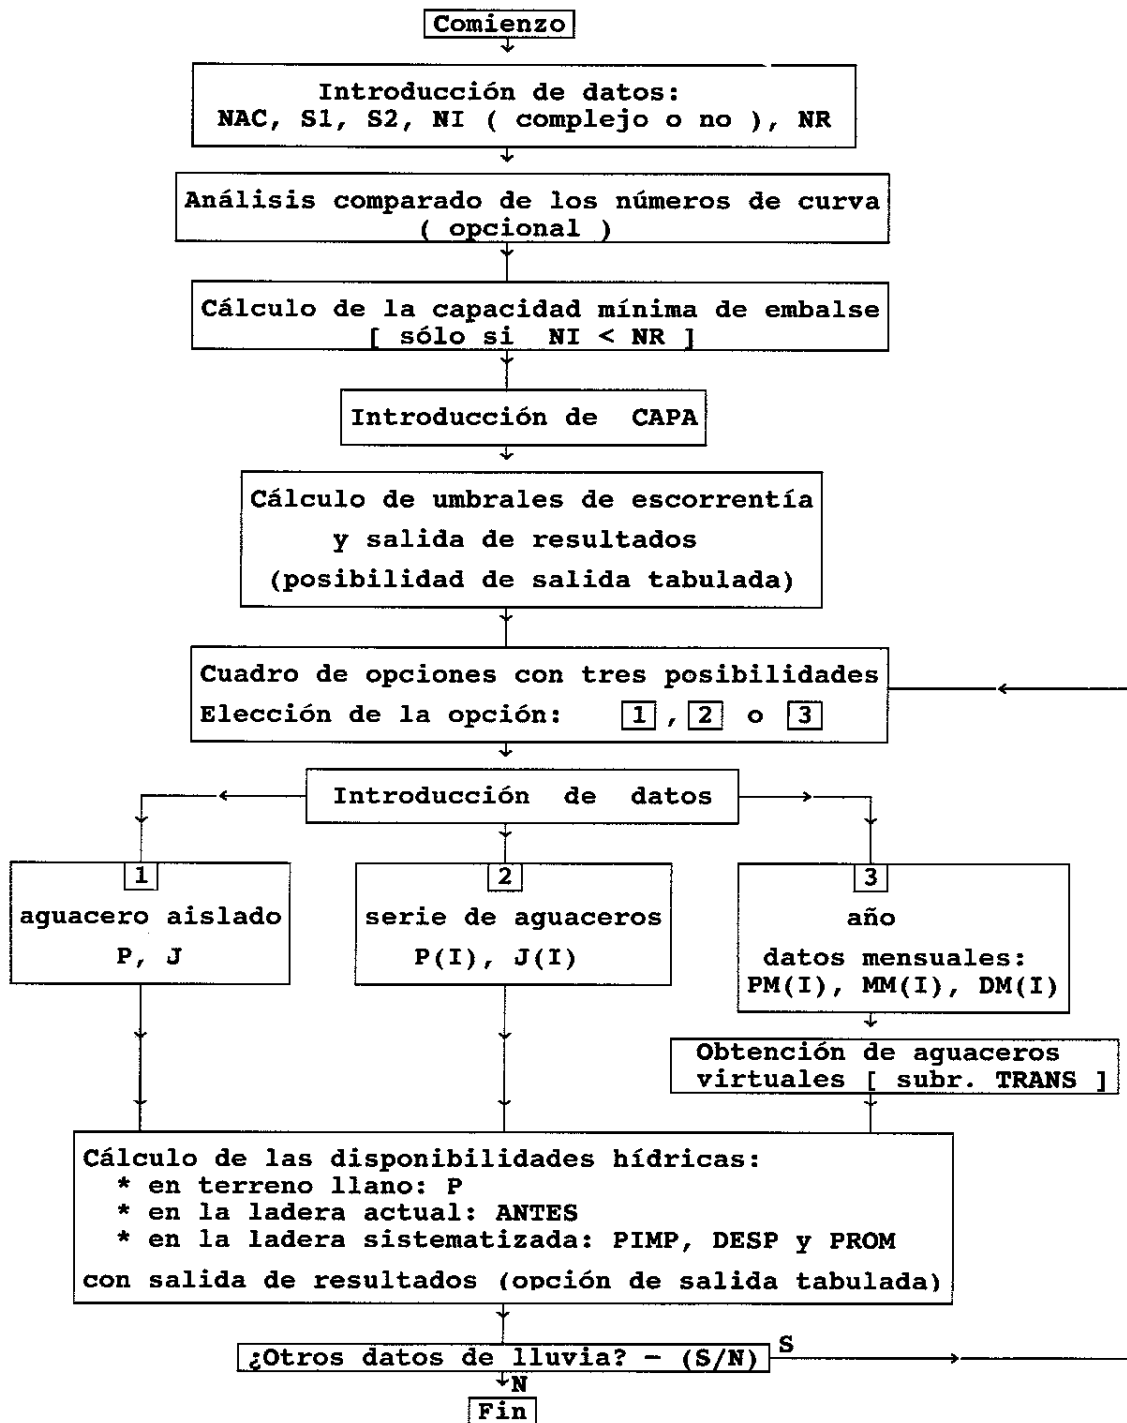 Comienzo
Introducción de datos:
NAC, S1, S2, NI ( complejo o no ), NR
Análisis comparado de los números de curva
( opcional )
Cálculo de la capacidad mínima de embalse
[ sólo si NI < NR ]
Introducción de CAPA
Cálculo de umbrales de escorrentía
y salida de resultados
(posibilidad de salida tabulada)
Cuadro de opciones con tres posibilidades
Elección de la opción: 1 , 2 o 3
Introducción de datos
1
aguacero aislado
P, J
2
serie de aguaceros
P(I), J(I)
3
año
datos mensuales:
PM(I), MM(I), DM(I)
Obtención de aguaceros
virtuales [ subr. TRANS ]
Cálculo de las disponibilidades hídricas:
* en terreno llano: P
* en la ladera actual: ANTES
* en la ladera sistematizada: PIMP, DESP y PROM
con salida de resultados (opción de salida tabulada)
¿Otros datos de lluvia? - (S/N)
S
N
Fin